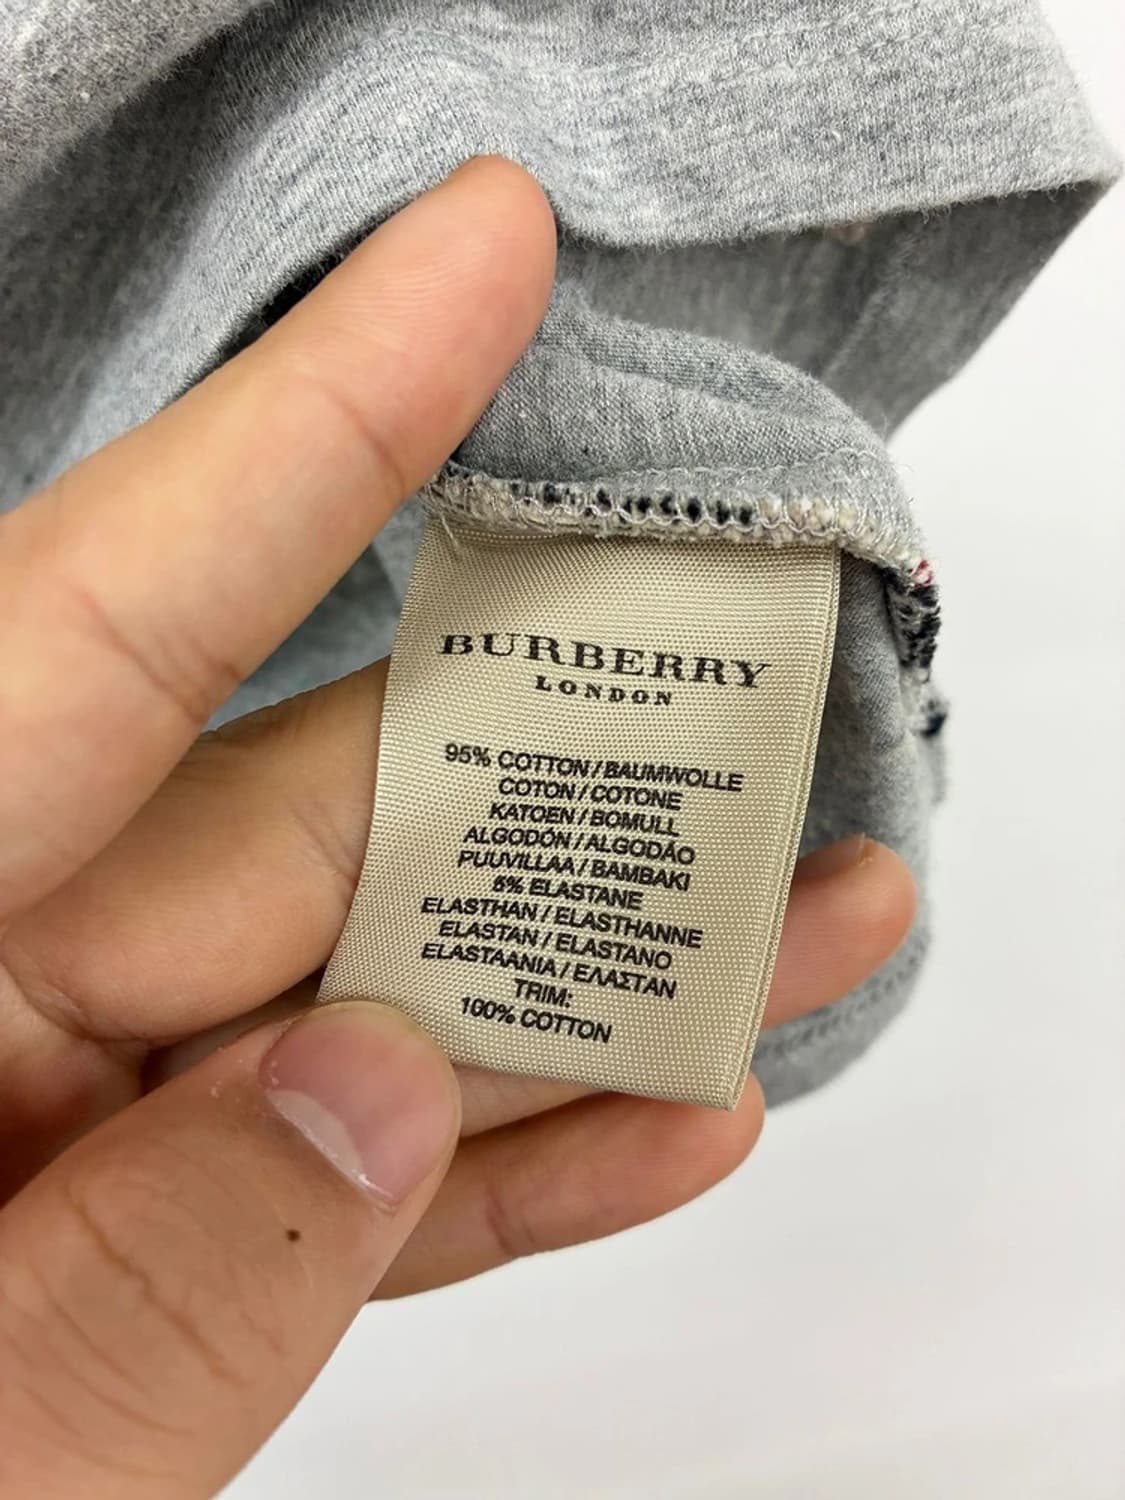 BURBERRY
LONDON
95% COTTON / BAUMWOLLE
COTON / COTONE
KATOEN / BOMULL
ALGODÓN / ALGODÃO
PUUVILLAA / BAMBAKI
5% ELASTANE
ELASTHAN / ELASTHANNE
ELASTAN / ELASTANO
ELASTAANIA / ΕΛΑΣΤΑΝ
TRIM:
100% COTTON